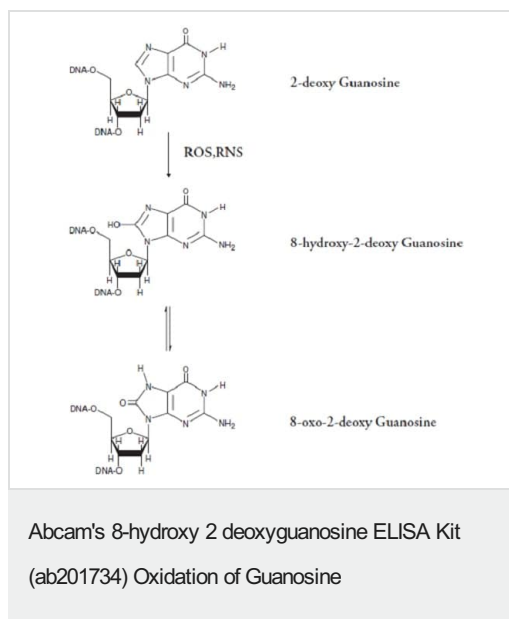 O
N
N
H
DNA-O
N
N
NH2
O
H
H
H
H
DNA-O
H
2-deoxy Guanosine
ROS,RNS
O
N
N
H
HO
DNA-O
N
N
NH2
O
H
H
H
H
DNA-O
H
8-hydroxy-2-deoxy Guanosine
H
O
N
N
H
O
DNA-O
N
N
NH2
O
H
H
H
H
DNA-O
H
8-oxo-2-deoxy Guanosine
Abcam's 8-hydroxy 2 deoxyguanosine ELISA Kit
(ab201734) Oxidation of Guanosine